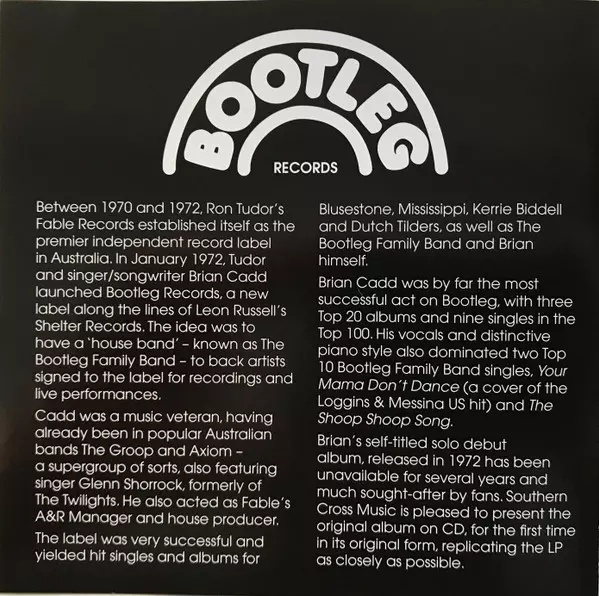 BOOTLEG
RECORDS
Between 1970 and 1972, Ron Tudor's
Fable Records established itself as the
premier independent record label
in Australia. In January 1972, Tudor
and singer/songwriter Brian Cadd
launched Bootleg Records, a new
label along the lines of Leon Russell's
Shelter Records. The idea was to
have a 'house band' – known as The
Bootleg Family Band – to back artists
signed to the label for recordings and
live performances.
Cadd was a music veteran, having
already been in popular Australian
bands The Groop and Axiom –
a supergroup of sorts, also featuring
singer Glenn Shorrock, formerly of
The Twilights. He also acted as Fable's
A&R Manager and house producer.
The label was very successful and
yielded hit singles and albums for
Blusestone, Mississippi, Kerrie Biddell
and Dutch Tilders, as well as The
Bootleg Family Band and Brian
himself.
Brian Cadd was by far the most
successful act on Bootleg, with three
Top 20 albums and nine singles in the
Top 100. His vocals and distinctive
piano style also dominated two Top
10 Bootleg Family Band singles, Your
Mama Don't Dance (a cover of the
Loggins & Messina US hit) and The
Shoop Shoop Song.
Brian's self-titled solo debut
album, released in 1972 has been
unavailable for several years and
much sought-after by fans. Southern
Cross Music is pleased to present the
original album on CD, for the first time
in its original form, replicating the LP
as closely as possible.